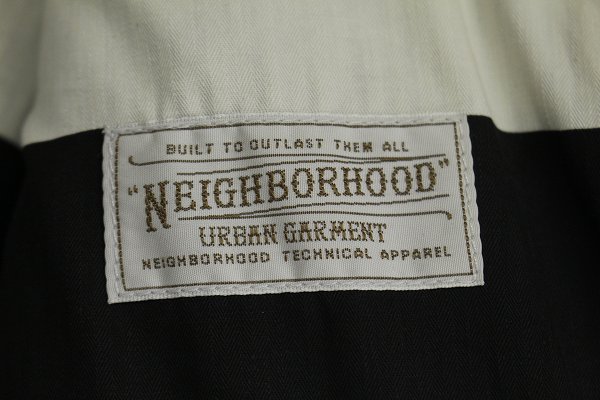 BUILT TO OUTLAST THEM ALL
"NEIGHBORHOOD"
URBAN GARMENT
NEIGHBORHOOD TECHNICAL APPAREL